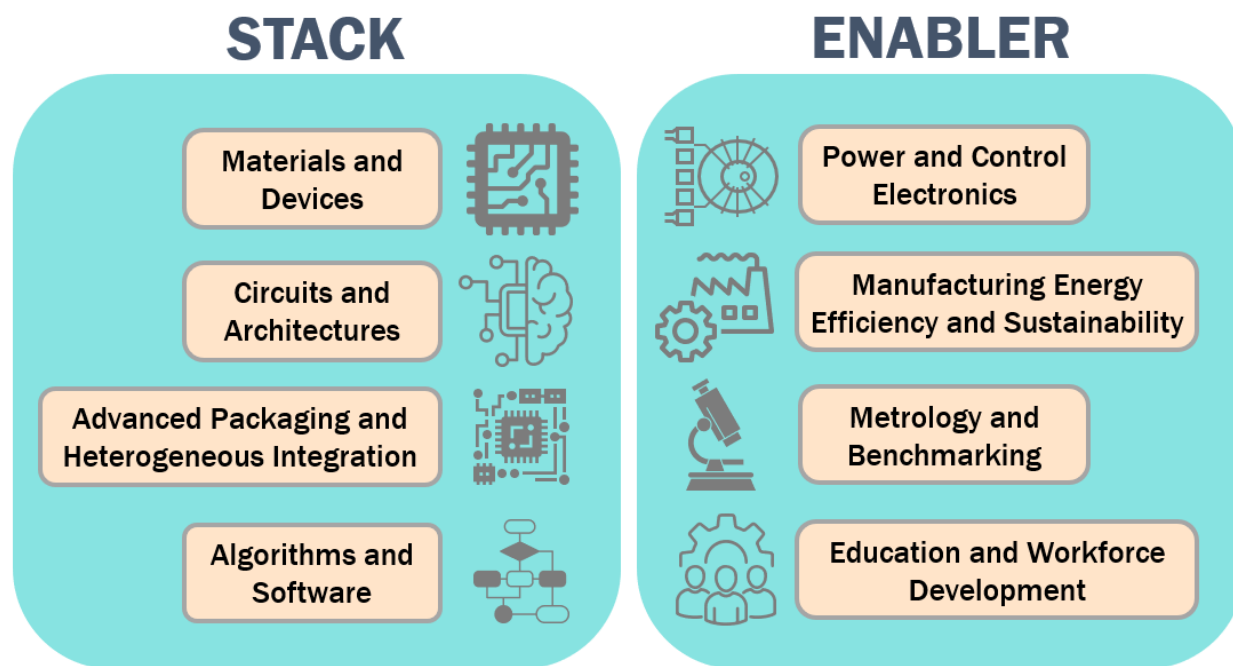 STACK
Materials and
Devices
Circuits and
Architectures
Advanced Packaging and
Heterogeneous Integration
Algorithms and
Software
ENABLER
Power and Control
Electronics
Manufacturing Energy
Efficiency and Sustainability
Metrology and
Benchmarking
Education and Workforce
Development